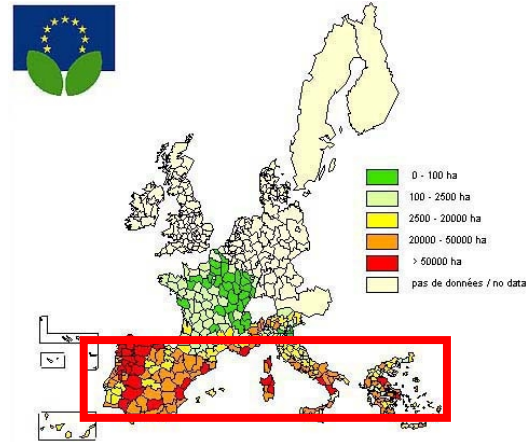 0 - 100 ha
100 - 2500 ha
2500 - 20000 ha
20000 - 50000 ha
> 50000 ha
pas de données / no data